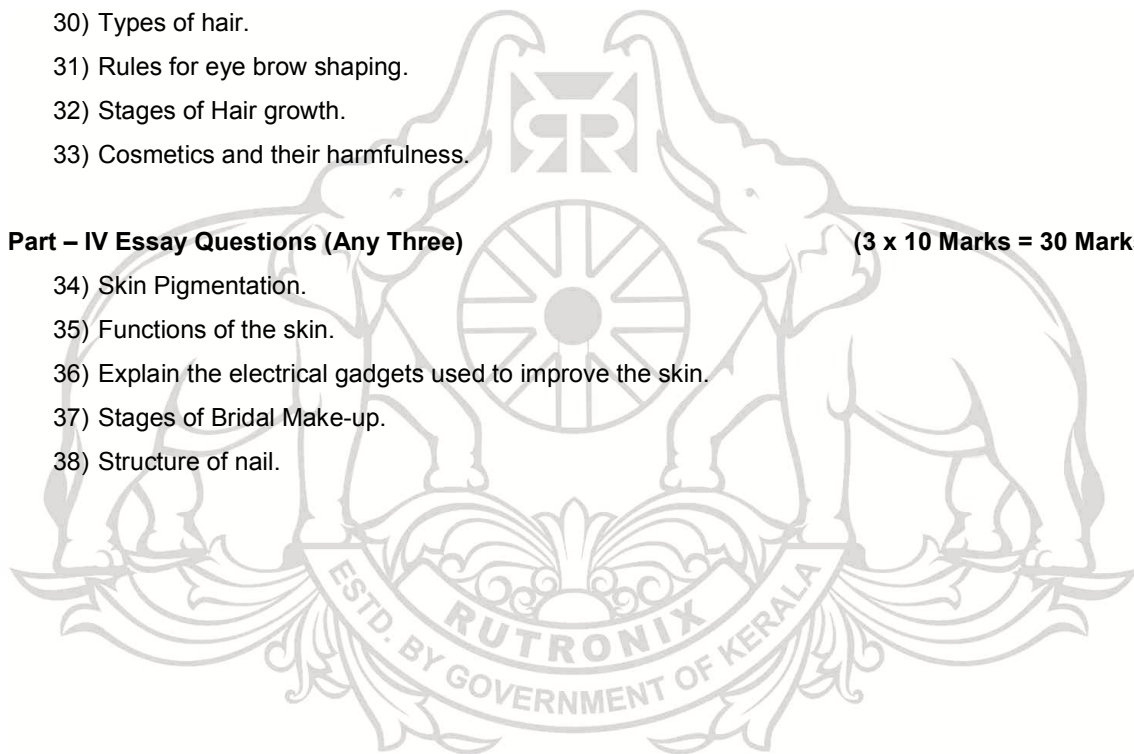 30) Types of hair.
31) Rules for eye brow shaping.
32) Stages of Hair growth.
33) Cosmetics and their harmfulness.
Part – IV Essay Questions (Any Three) (3 x 10 Marks = 30 Mark
34) Skin Pigmentation.
35) Functions of the skin.
36) Explain the electrical gadgets used to improve the skin.
37) Stages of Bridal Make-up.
38) Structure of nail.
RUTRONIX
ESTD. BY GOVERNMENT OF KERALA